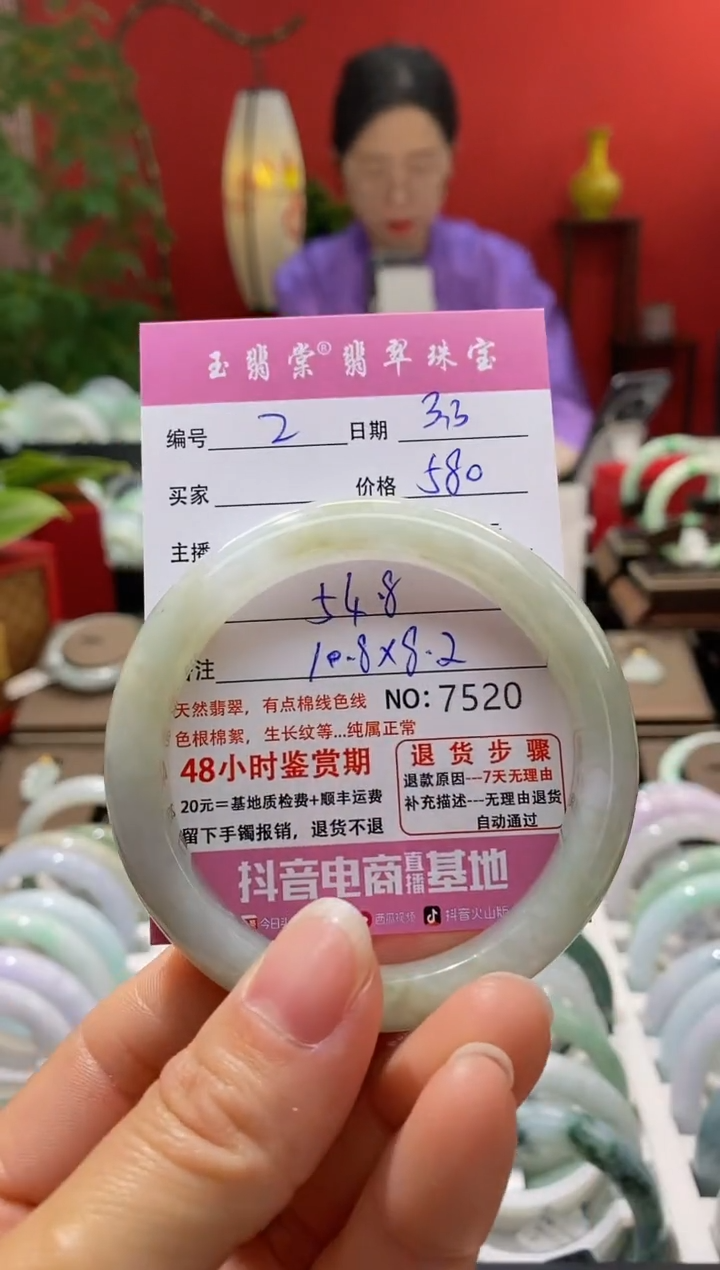 玉翡棠®翡翠珠宝
编号 2 日期 3,3
买家 价格 580
主播
54.8
注 10.8×8.2
天然翡翠，有点棉线色线 NO: 7520
色根棉絮，生长纹等...纯属正常
48小时鉴赏期
20元=基地质检费+顺丰运费
留下手镯报销，退货不退
退货步骤
退款原因---7天无理由
补充描述---无理由退货
自动通过
抖音电商直播基地
今日 西瓜视频 抖音火山版